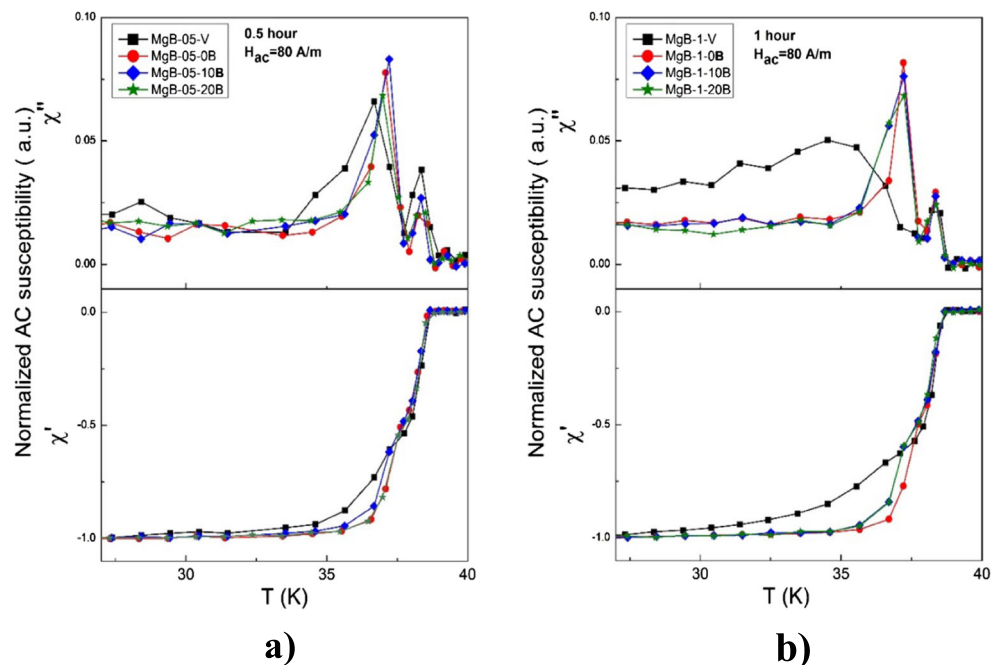 0.10
MgB-05-V
MgB-05-0B
MgB-05-10B
MgB-05-20B
0.5 hour
Hac=80 A/m
0.05
0.00
χ''
0.0
-0.5
-1.0
χ'
Normalized AC susceptibility ( a.u.)
30
35
40
T (K)
a)
0.10
MgB-1-V
MgB-1-0B
MgB-1-10B
MgB-1-20B
1 hour
Hac=80 A/m
0.05
0.00
χ''
0.0
-0.5
-1.0
χ'
Normalized AC susceptibility ( a.u.)
30
35
40
T (K)
b)